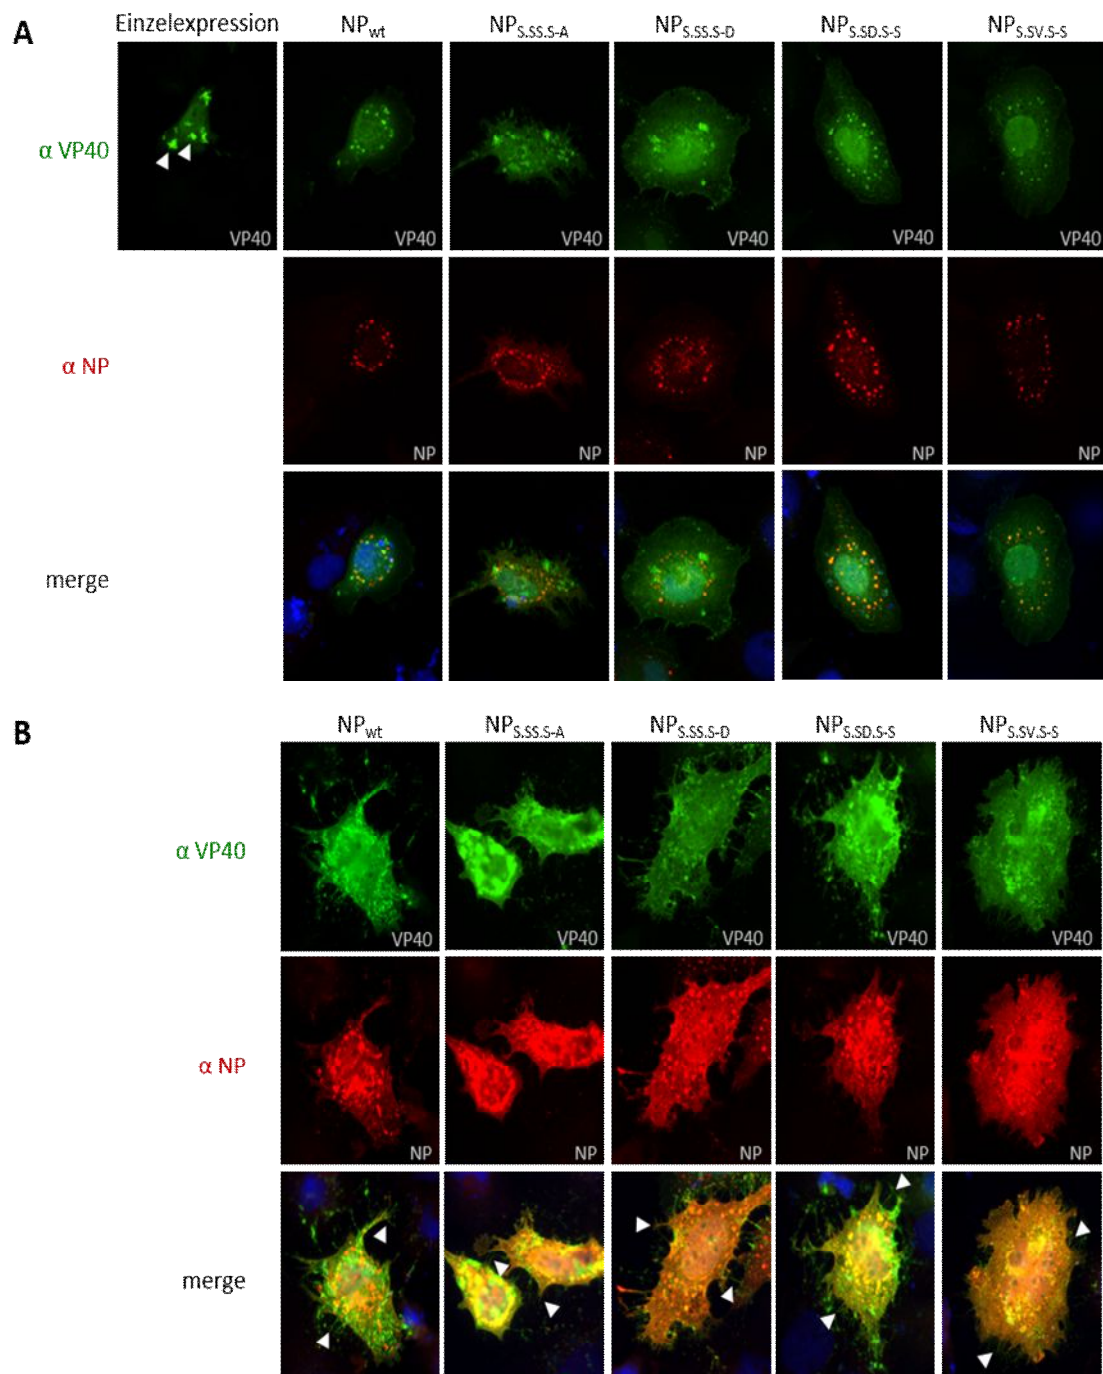 A
Einzelexpression NPwt NPS.SS.S-A NPS.SS.S-D NPS.SD.S-S NPS.SV.S-S
α VP40
VP40 VP40 VP40 VP40 VP40 VP40
α NP
NP NP NP NP NP
merge
B
NPwt NPS.SS.S-A NPS.SS.S-D NPS.SD.S-S NPS.SV.S-S
α VP40
VP40 VP40 VP40 VP40 VP40
α NP
NP NP NP NP NP
merge